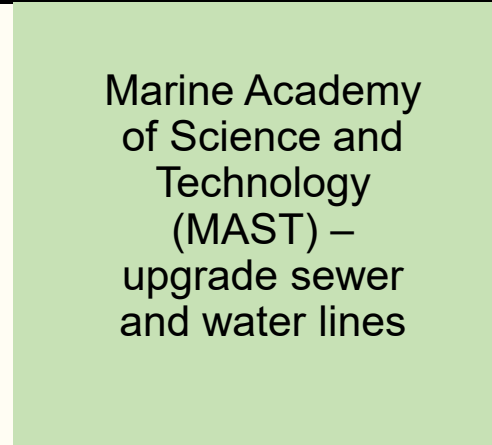 Marine Academy
of Science and
Technology
(MAST) –
upgrade sewer
and water lines